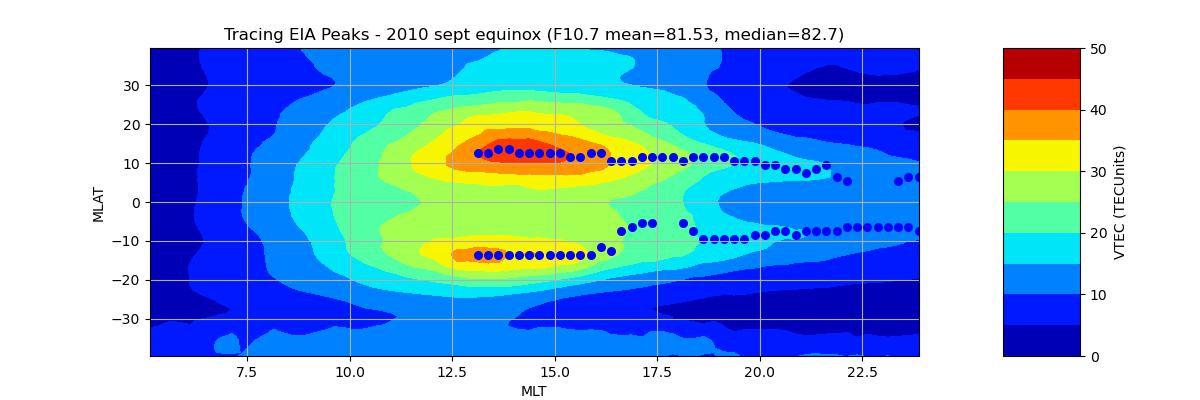 Tracing EIA Peaks - 2010 sept equinox (F10.7 mean=81.53, median=82.7)
MLAT
30
20
10
0
−10
−20
−30
7.5 10.0 12.5 15.0 17.5 20.0 22.5
MLT
50
40
30
20
10
0
VTEC (TECUnits)